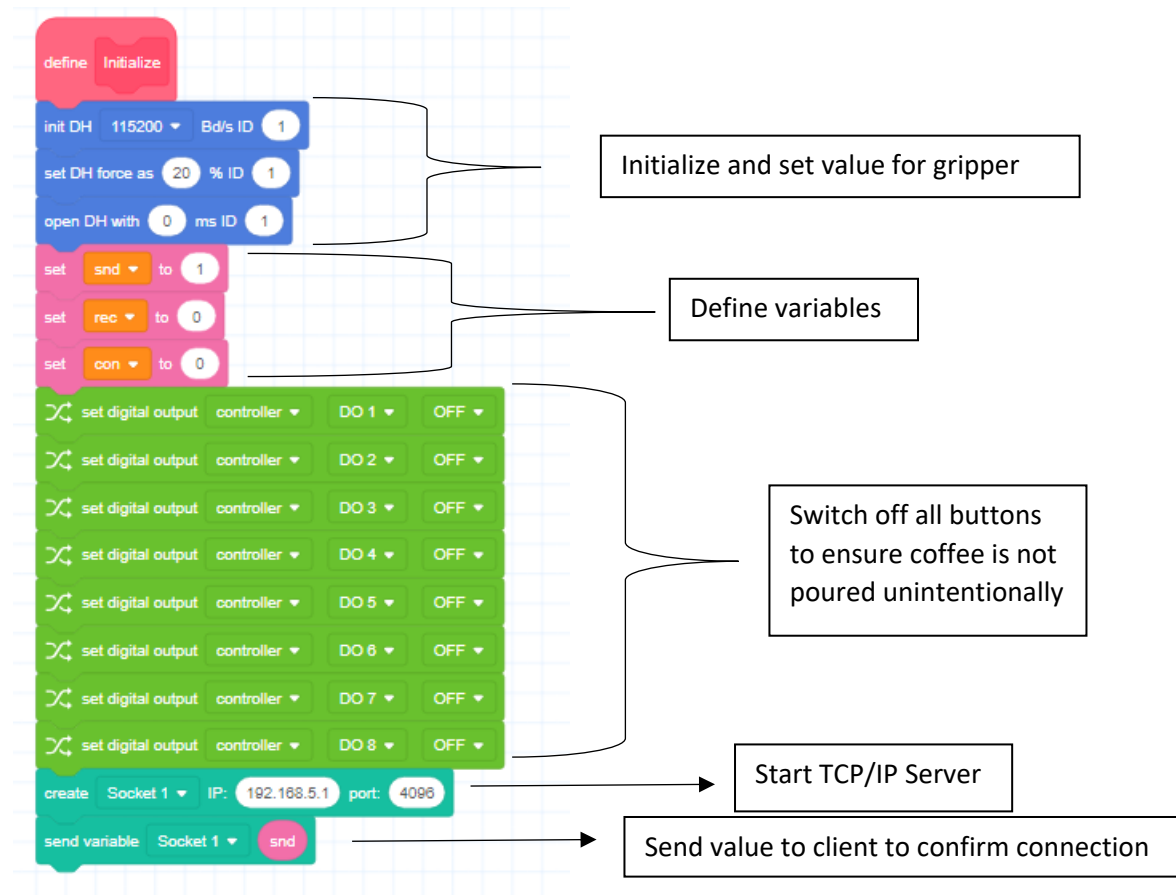 define Initialize
init DH 115200 Bd/s ID 1
set DH force as 20 % ID 1
open DH with 0 ms ID 1
Initialize and set value for gripper
set snd to 1
set rec to 0
set con to 0
Define variables
set digital output controller DO 1 OFF
set digital output controller DO 2 OFF
set digital output controller DO 3 OFF
set digital output controller DO 4 OFF
set digital output controller DO 5 OFF
set digital output controller DO 6 OFF
set digital output controller DO 7 OFF
set digital output controller DO 8 OFF
Switch off all buttons
to ensure coffee is not
poured unintentionally
create Socket 1 IP: 192.168.5.1 port: 4096
Start TCP/IP Server
send variable Socket 1 snd
Send value to client to confirm connection